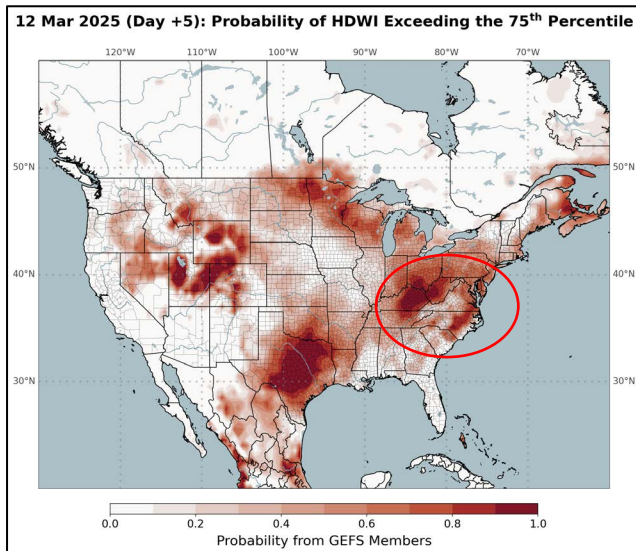 12 Mar 2025 (Day +5): Probability of HDWI Exceeding the 75th Percentile
120°W 110°W 100°W 90°W 80°W 70°W
50°N
50°N
40°N
40°N
30°N
30°N
0.0 0.2 0.4 0.6 0.8 1.0
Probability from GEFS Members